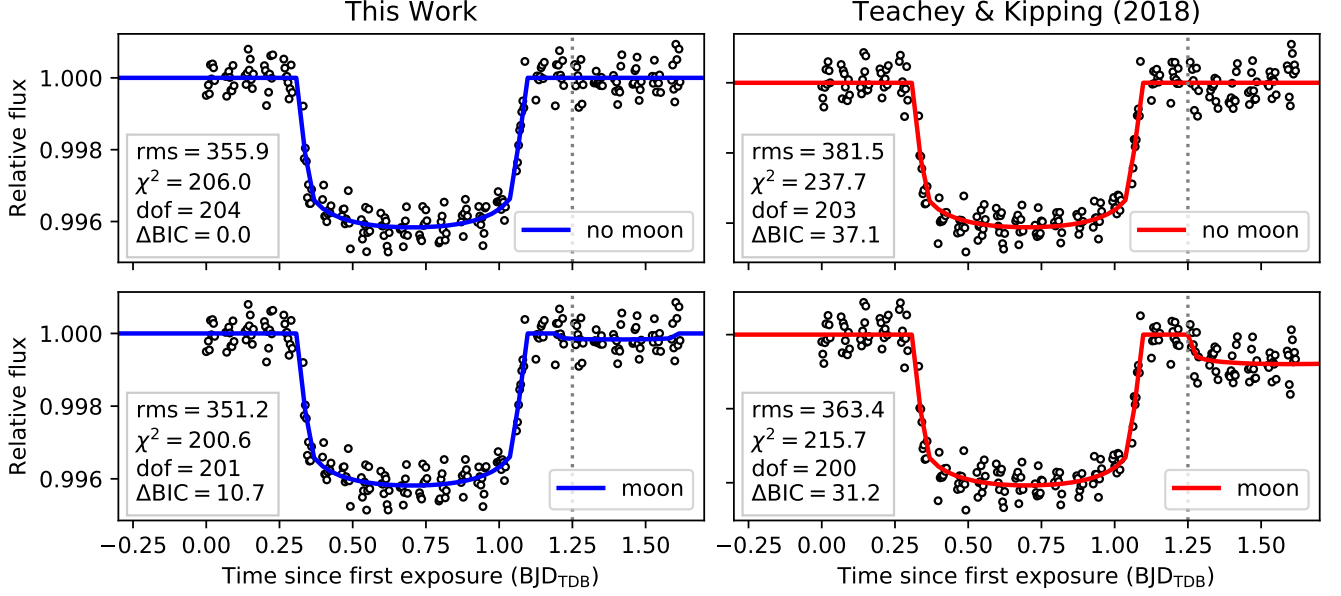 This Work
Teachey & Kipping (2018)
Relative flux
1.000
0.998
0.996
rms = 355.9
χ² = 206.0
dof = 204
ΔBIC = 0.0
no moon
rms = 381.5
χ² = 237.7
dof = 203
ΔBIC = 37.1
no moon
Relative flux
1.000
0.998
0.996
rms = 351.2
χ² = 200.6
dof = 201
ΔBIC = 10.7
moon
rms = 363.4
χ² = 215.7
dof = 200
ΔBIC = 31.2
moon
−0.25 0.00 0.25 0.50 0.75 1.00 1.25 1.50
−0.25 0.00 0.25 0.50 0.75 1.00 1.25 1.50
Time since first exposure (BJD_TDB)
Time since first exposure (BJD_TDB)